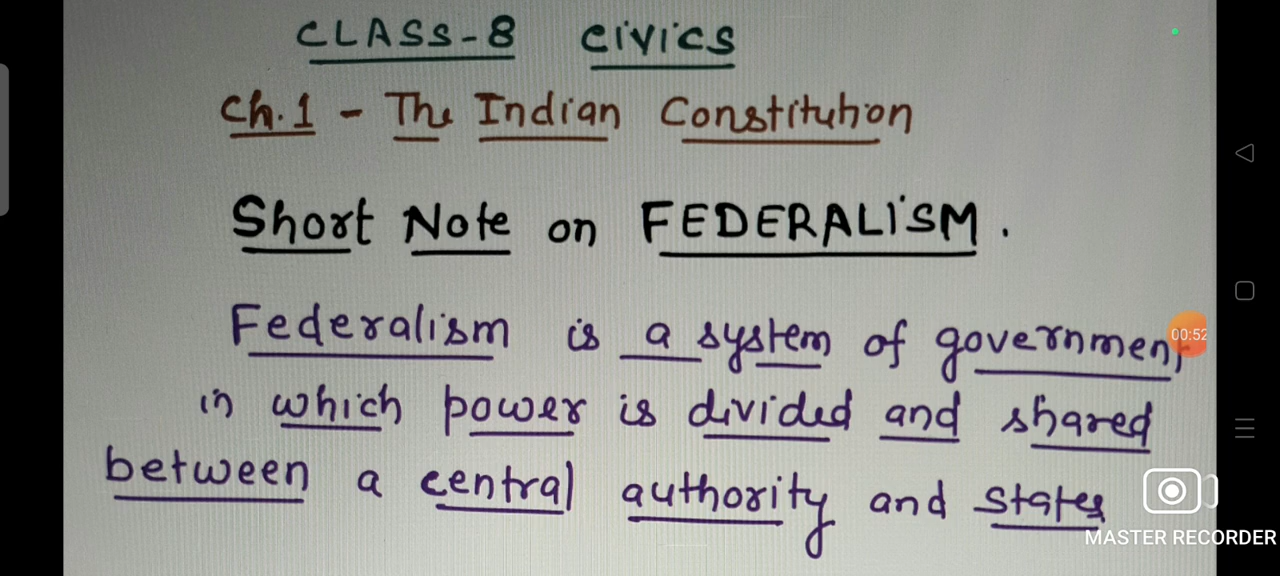 CLASS-8 CIVICS
Ch.1 - The Indian Constitution
Short Note on FEDERALISM.
Federalism is a system of government
00:52
in which power is divided and shared
between a central authority and states
MASTER RECORDER